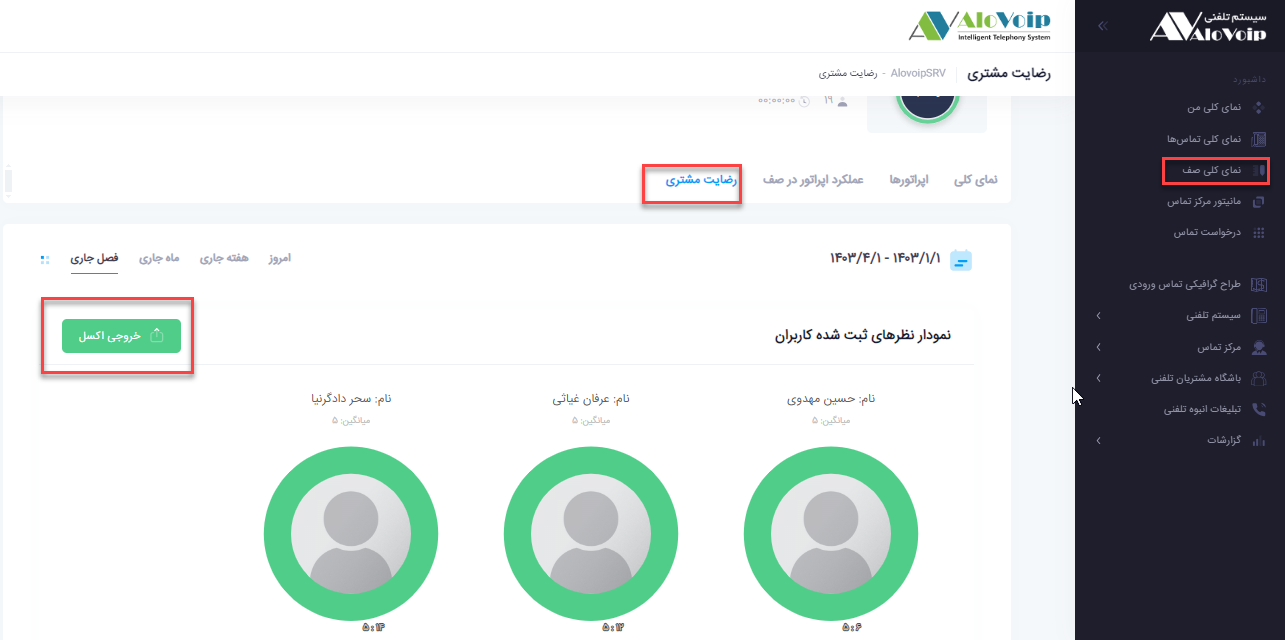 سیستم تلفنی
AloVoip
AloVoip
Intelligent Telephony System
رضایت مشتری
AlovoipSRV - رضایت مشتری
داشبورد
نمای کلی من
نمای کلی تماس‌ها
نمای کلی صف
مانیتور مرکز تماس
درخواست تماس
طراح گرافیکی تماس ورودی
سیستم تلفنی
مرکز تماس
باشگاه مشتریان تلفنی
تبلیغات انبوه تلفنی
گزارشات
۱۹ ۰۰:۰۰:۰۰
نمای کلی اپراتورها عملکرد اپراتور در صف رضایت مشتری
۱۴۰۳/۱/۱ - ۱۴۰۳/۴/۱
امروز هفته جاری ماه جاری فصل جاری
نمودار نظرهای ثبت شده کاربران
خروجی اکسل
نام: حسین مهدوی
میانگین: ۵
۵ : ۶
نام: عرفان غیاثی
میانگین: ۵
۵ : ۱۲
نام: سحر دادگرنیا
میانگین: ۵
۵ : ۱۴